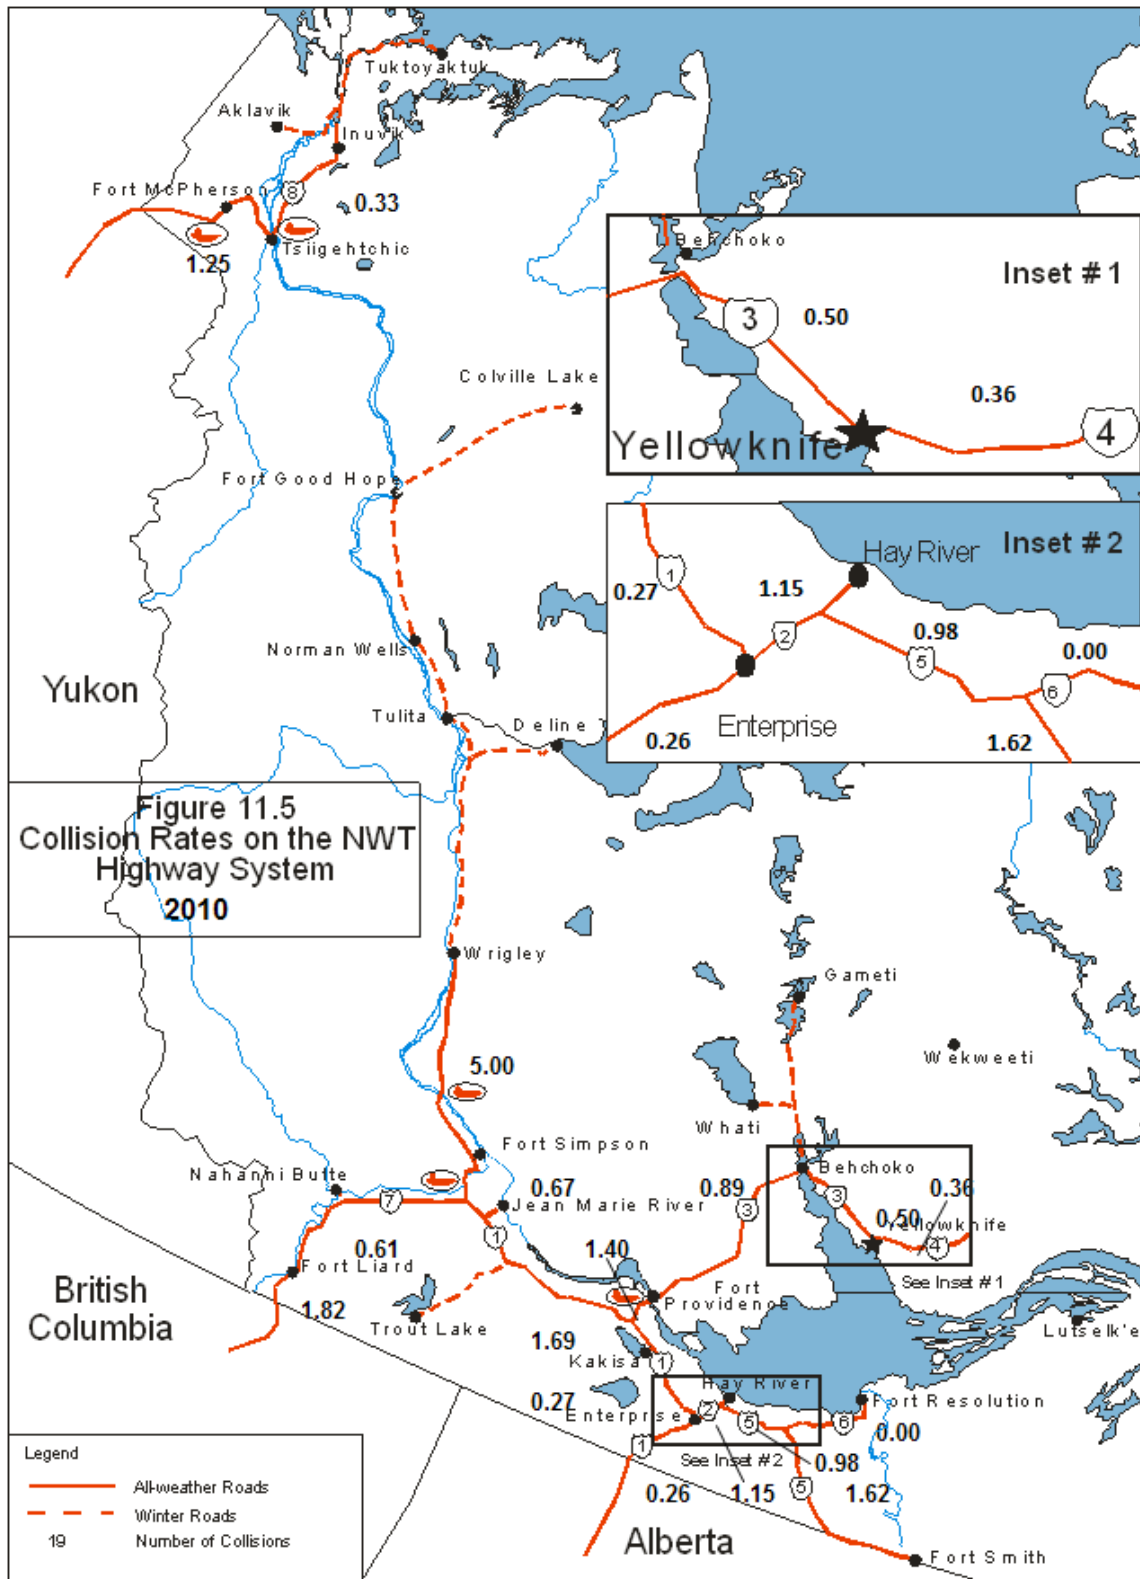 Tuktoyaktuk
Aklavik
Inuvik
Fort McPherson
8
0.33
Tsiigehtchic
1.25
Behchoko
Inset # 1
3
0.50
0.36
4
Yellowknife
Colville Lake
Fort Good Hope
Hay River
Inset # 2
1
0.27
1.15
2
0.98
5
0.00
6
Enterprise
0.26
1.62
Norman Wells
Yukon
Tulita
Deline
Figure 11.5
Collision Rates on the NWT
Highway System
2010
Wrigley
Gameti
Wekweeti
5.00
Whati
Fort Simpson
Nahanni Butte
Behchoko
7
0.67
Jean Marie River
0.89
3
3
0.36
0.50
Yellowknife
4
1
0.61
1.40
Fort Liard
See Inset #1
British
Columbia
1.82
Fort
Providence
Trout Lake
Lutselk'e
1.69
Kakisa
1
0.27
Hay River
Enterprise
2
5
6
Fort Resolution
0.00
1
See Inset #2
0.98
5
0.26
1.15
1.62
Alberta
Fort Smith
Legend
All-weather Roads
Winter Roads
19 Number of Collisions